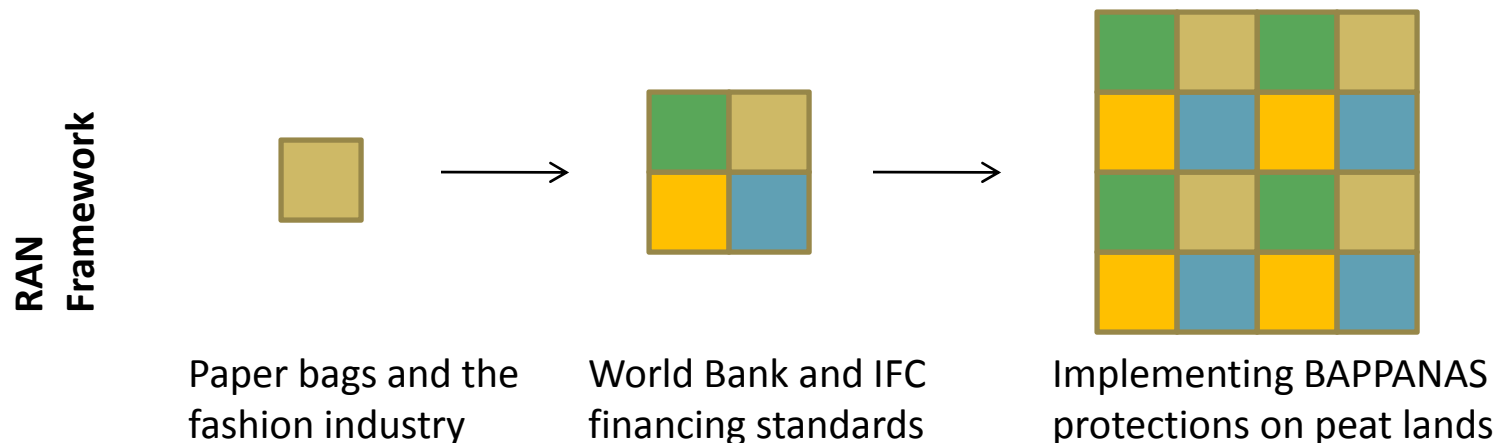 RAN
Framework
Paper bags and the
fashion industry
World Bank and IFC
financing standards
Implementing BAPPANAS
protections on peat lands